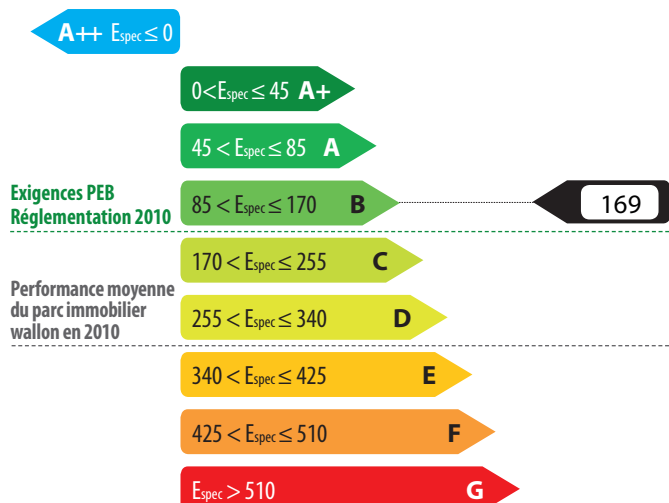 A++ Espec ≤ 0
0<Espec ≤ 45 A+
45 < Espec ≤ 85 A
Exigences PEB
Réglementation 2010
85 < Espec ≤ 170 B
169
170 < Espec ≤ 255 C
Performance moyenne
du parc immobilier
wallon en 2010
255 < Espec ≤ 340 D
340 < Espec ≤ 425 E
425 < Espec ≤ 510 F
Espec > 510 G